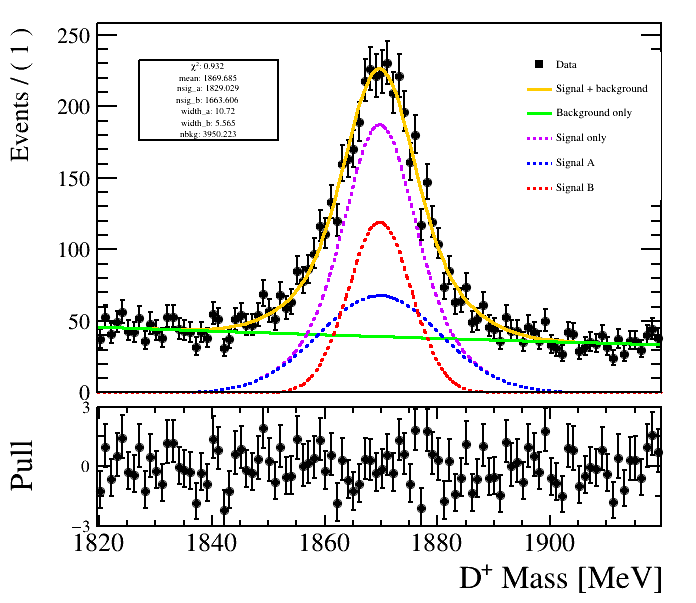 250
200
150
100
50
0
Events / ( 1 )
χ²: 0.932
mean: 1869.685
nsig_a: 1829.029
nsig_b: 1663.606
width_a: 10.72
width_b: 5.565
nbkg: 3950.223
Data
Signal + background
Background only
Signal only
Signal A
Signal B
3
0
−3
Pull
1820
1840
1860
1880
1900
D⁺ Mass [MeV]